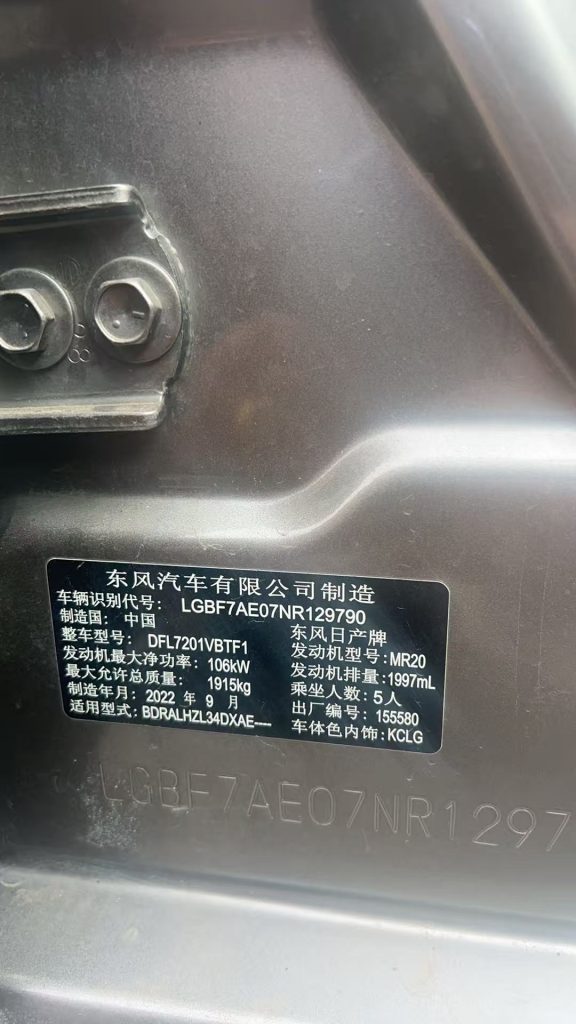 东风汽车有限公司制造
车辆识别代号: LGBF7AE07NR129790
制造国: 中国 东风日产牌
整车型号: DFL7201VBTF1 发动机型号: MR20
发动机最大净功率: 106kW 发动机排量: 1997mL
最大允许总质量: 1915kg 乘坐人数: 5人
制造年月: 2022 年 9 月 出厂编号: 155580
适用型式: BDRALHZL34DXAE---- 车体色内饰: KCLG
LGBF7AE07NR1297
8